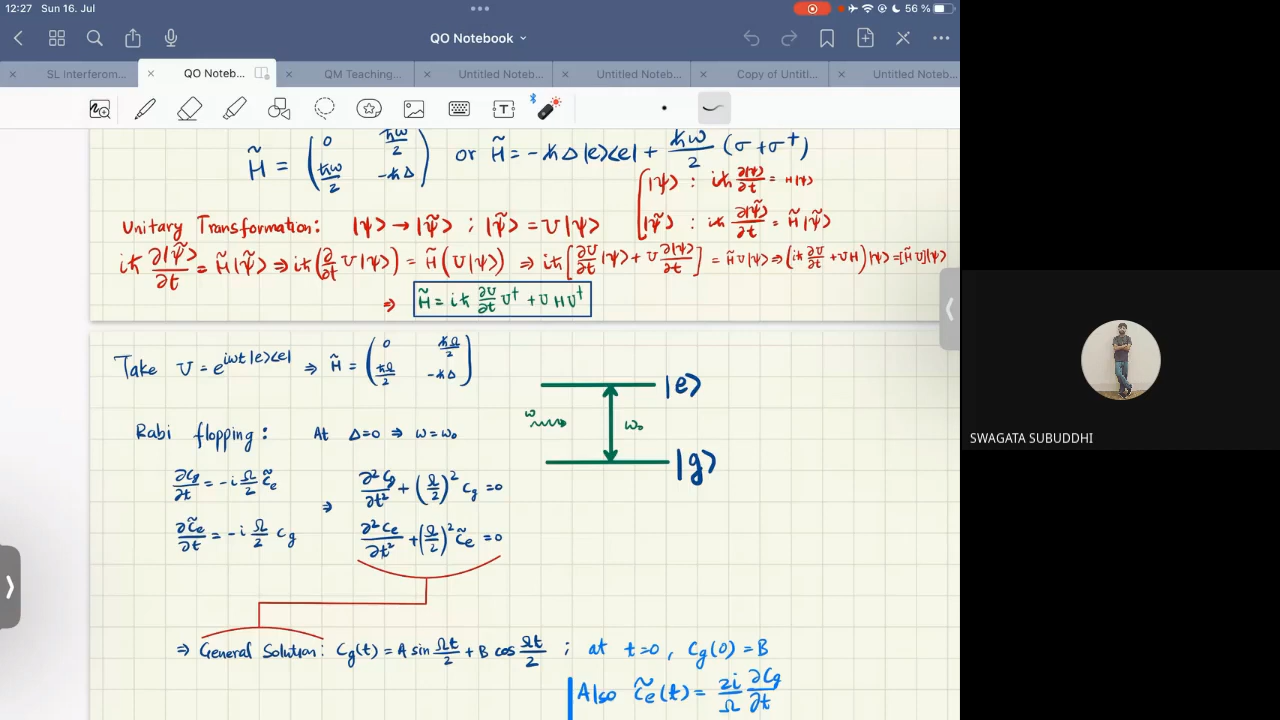 12:27 Sun 16. Jul 56 %
QO Notebook
SL Interferom... QO Noteb... QM Teaching... Untitled Noteb... Untitled Noteb... Copy of Untitl... Untitled Noteb...
H̃ = ( 0 ħω/2 ; ħω/2 -ħΔ ) or H̃ = -ħΔ|e><e| + ħω/2 (σ + σ†)
|ψ> : iħ ∂|ψ>/∂t = H|ψ>
Unitary Transformation: |ψ> → |ψ̃> ; |ψ̃> = U|ψ> |ψ̃> : iħ ∂|ψ̃>/∂t = H̃|ψ̃>
iħ ∂|ψ̃>/∂t = H̃|ψ̃> ⇒ iħ(∂/∂t U|ψ>) = H̃(U|ψ>) ⇒ iħ[∂U/∂t |ψ> + U ∂|ψ>/∂t] = H̃U|ψ> ⇒ (iħ ∂U/∂t + UH)|ψ> = [H̃U]|ψ>
⇒ H̃ = iħ ∂U/∂t U† + UHU†
Take U = e^{iωt|e><e|} ⇒ H̃ = ( 0 ħΩ/2 ; ħΩ/2 -ħΔ )
|e>
ω ω₀
Rabi flopping : At Δ=0 ⇒ ω = ω₀
|g>
∂Cg/∂t = -i Ω/2 C̃e ⇒ ∂²Cg/∂t² + (Ω/2)² Cg = 0
∂C̃e/∂t = -i Ω/2 Cg ∂²Ce/∂t² + (Ω/2)² C̃e = 0
SWAGATA SUBUDDHI
⇒ General Solution: Cg(t) = A sin Ωt/2 + B cos Ωt/2 ; at t=0, Cg(0) = B
Also C̃e(t) = 2i/Ω ∂Cg/∂t